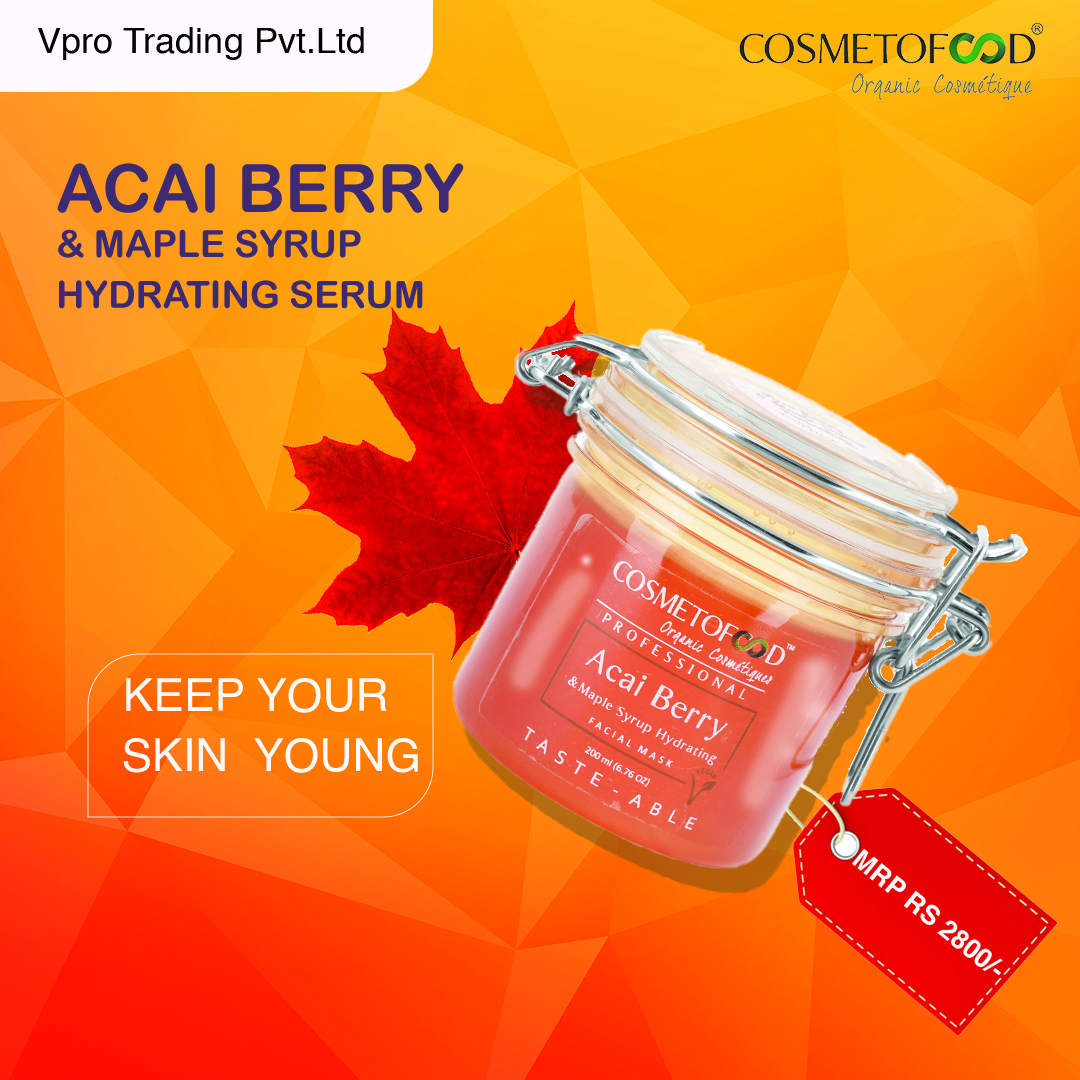 Vpro Trading Pvt.Ltd
COSMETOFOOD®
Organic Cosmétique
ACAI BERRY
& MAPLE SYRUP
HYDRATING SERUM
KEEP YOUR
SKIN YOUNG
COSMETOFOOD™
Organic Cosmétiques
PROFESSIONAL
Acai Berry
& Maple Syrup Hydrating
FACIAL MASK
200 ml (6.76 OZ)
TASTE-ABLE
MRP RS 2800/-